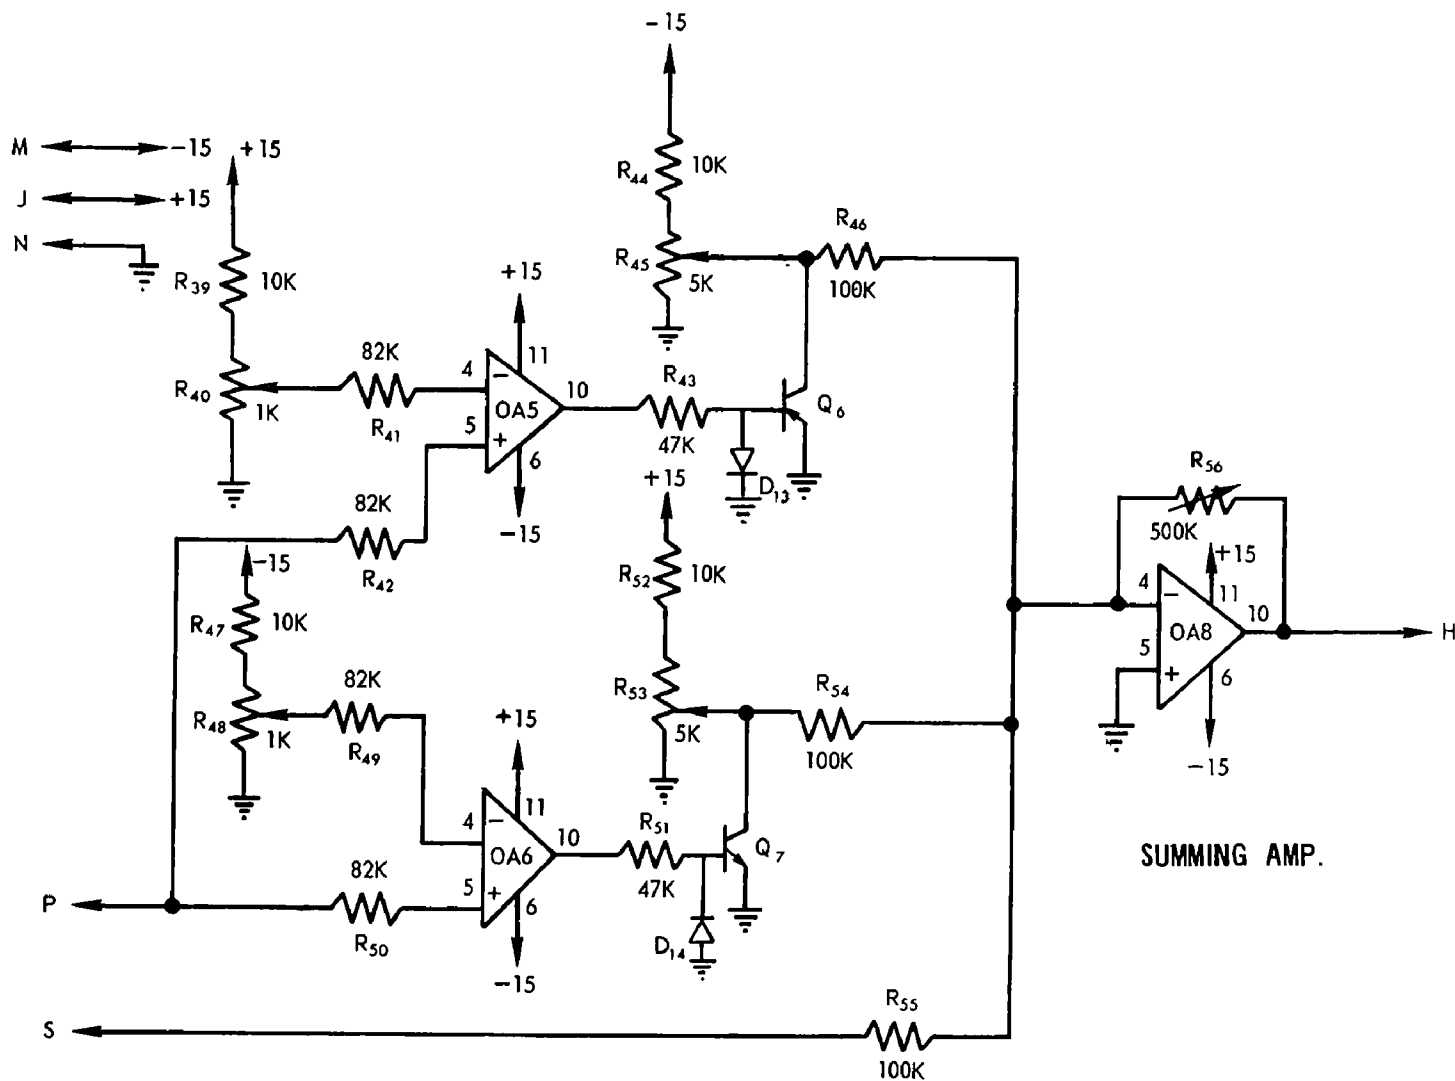 -15
M -15 +15
J +15
N
R44 10K
R46
R39 10K
+15
R45 5K
100K
82K
4 - 11
R43
R40 1K
OA5 10
Q6
R41
5 + 6
47K
D13
R56
+15
82K
-15
500K
-15
R42
R52 10K
+15
R47 10K
4 - 11
OA8 10 H
5 + 6
82K
R53 5K
R54
R48 1K
+15
R49
100K
-15
4 - 11
R51
OA6 10
Q7
SUMMING AMP.
82K
5 + 6
47K
P
R50
D14
-15
R55
S
100K